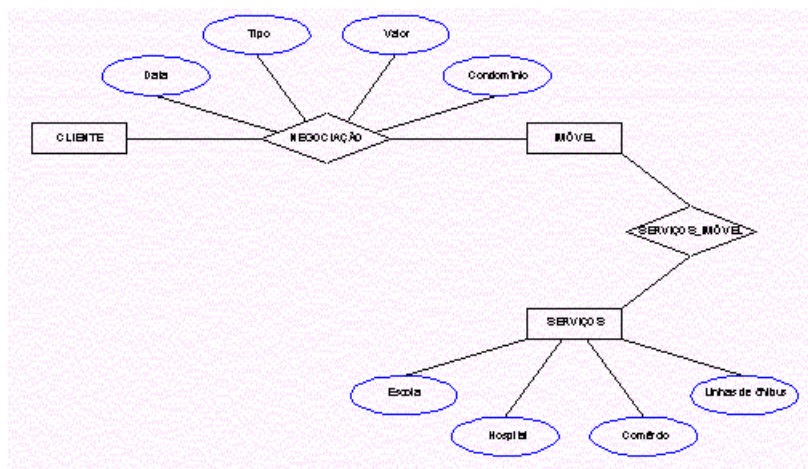 Tipo
Valor
Data
Condomínio
CLIENTE
NEGOCIAÇÃO
IMÓVEL
SERVIÇOS_IMÓVEL
SERVIÇOS
Escola
Linhas de ônibus
Hospital
Comércio